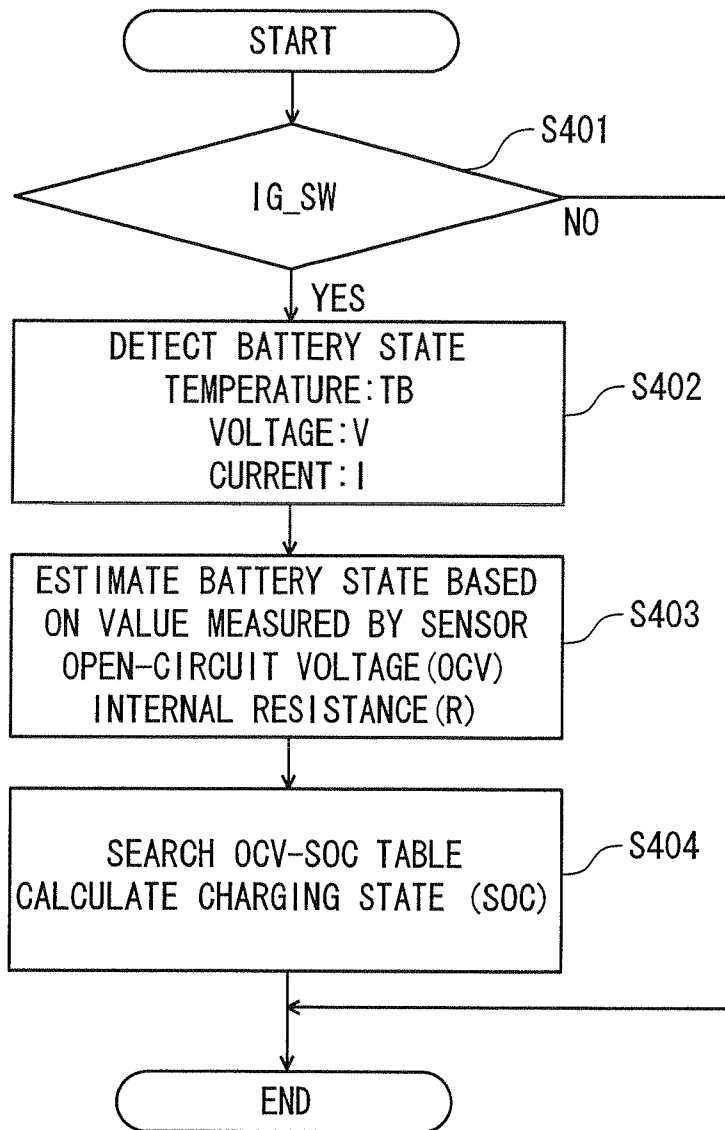 START
S401
IG_SW
NO
YES
DETECT BATTERY STATE
TEMPERATURE:TB
VOLTAGE:V
CURRENT:I
S402
ESTIMATE BATTERY STATE BASED
ON VALUE MEASURED BY SENSOR
OPEN-CIRCUIT VOLTAGE(OCV)
INTERNAL RESISTANCE(R)
S403
SEARCH OCV-SOC TABLE
CALCULATE CHARGING STATE (SOC)
S404
END